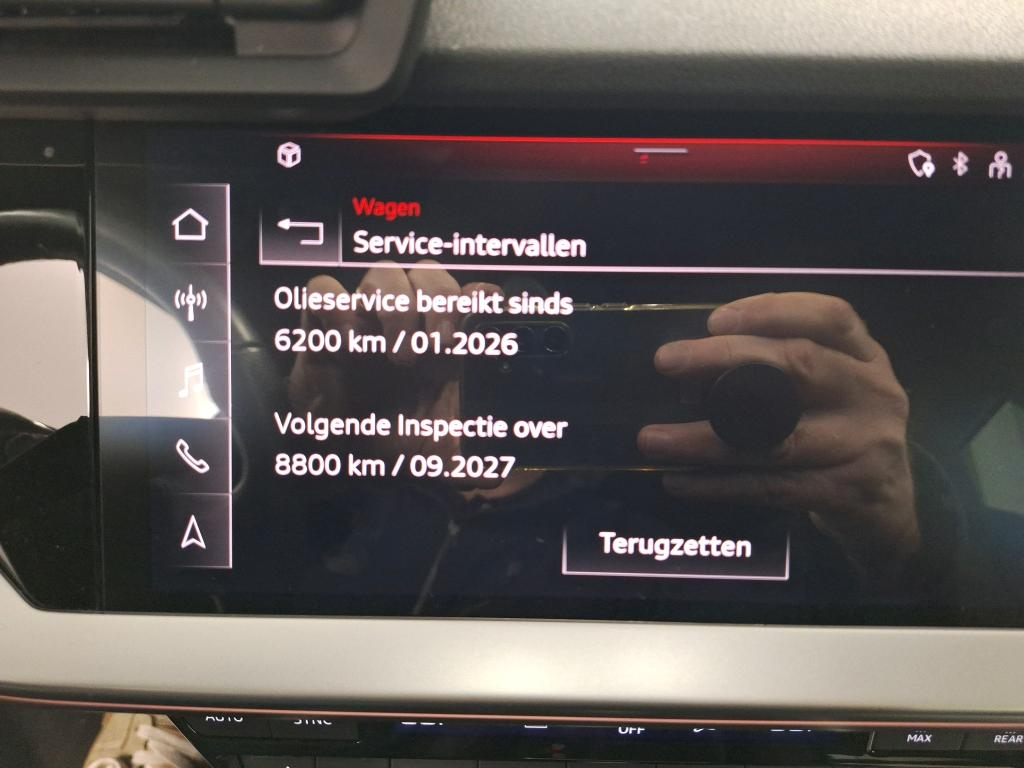 Wagen
Service-intervallen
Olieservice bereikt sinds
6200 km / 01.2026
Volgende Inspectie over
8800 km / 09.2027
Terugzetten
AUTO
SYNC
OFF
MAX
REAR